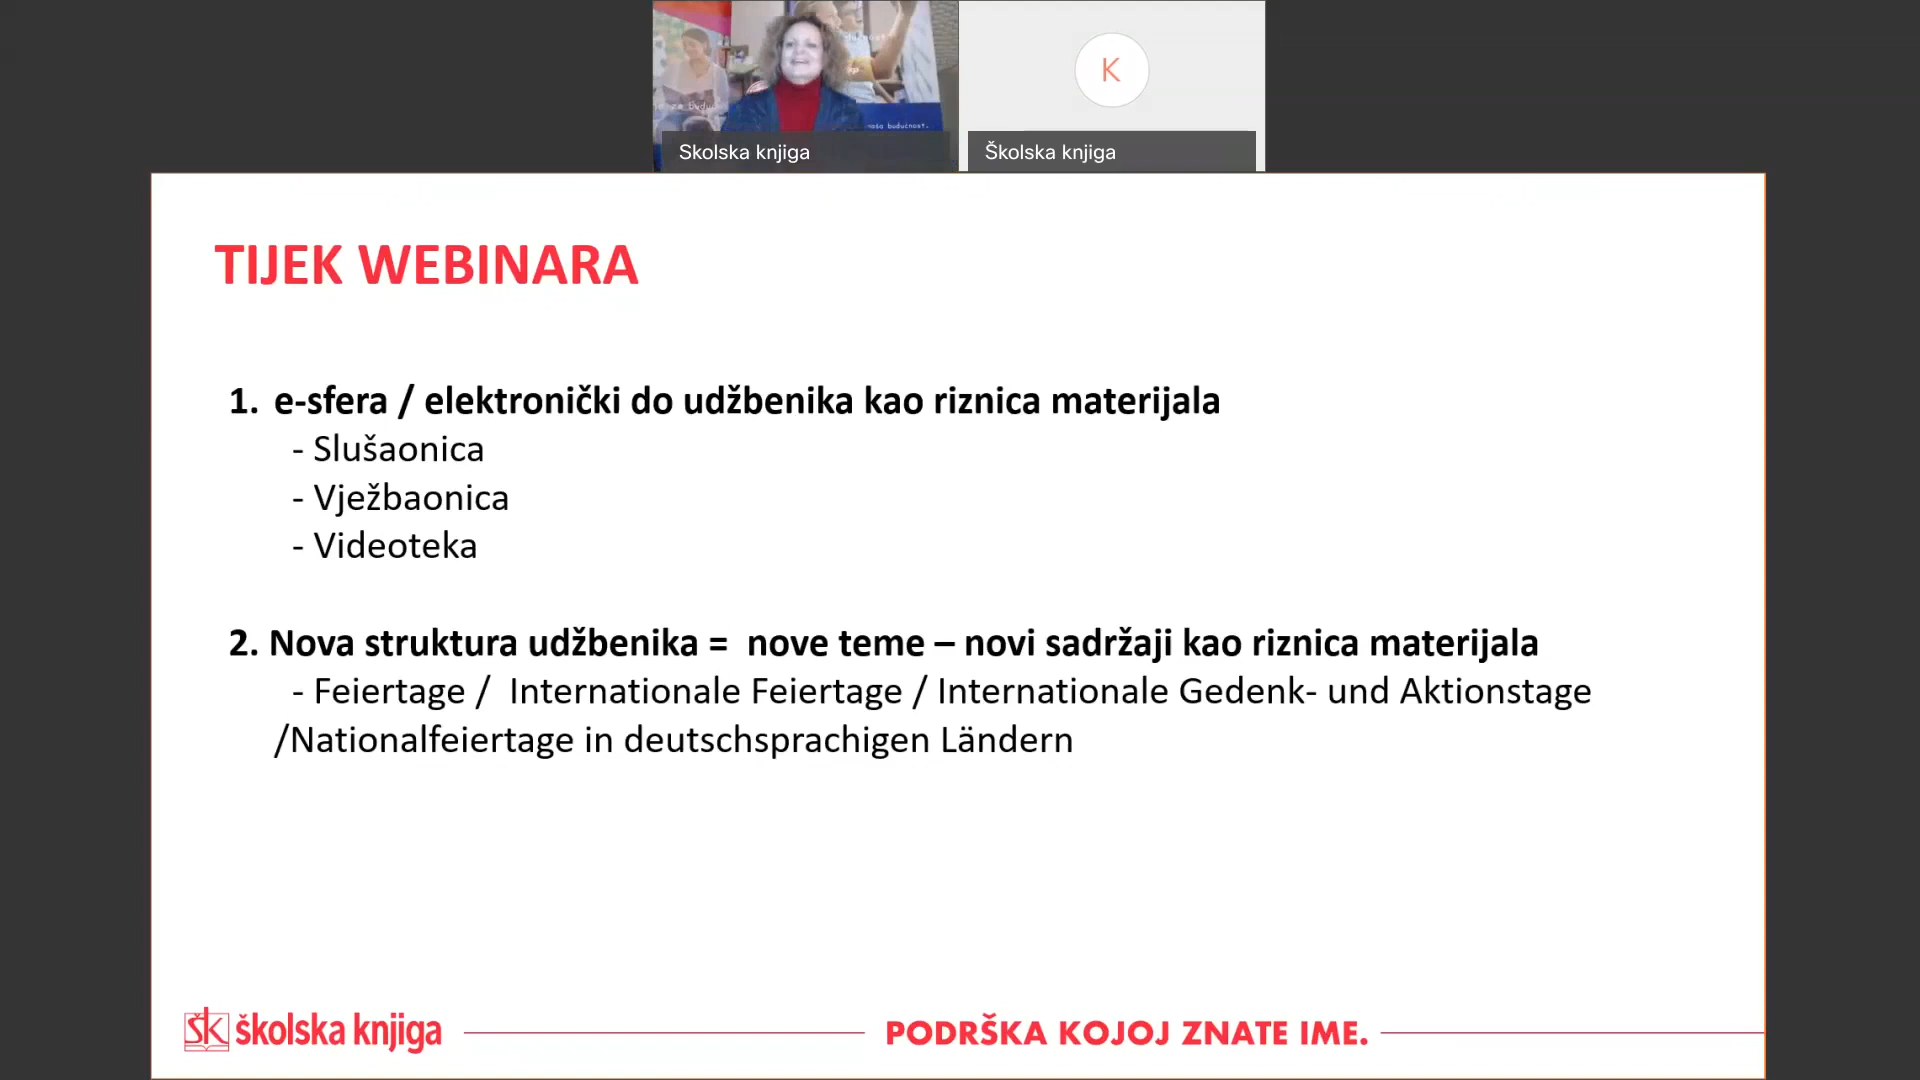 Skolska knjiga
K
Školska knjiga
TIJEK WEBINARA
1. e-sfera / elektronički do udžbenika kao riznica materijala
- Slušaonica
- Vježbaonica
- Videoteka
2. Nova struktura udžbenika = nove teme – novi sadržaji kao riznica materijala
- Feiertage / Internationale Feiertage / Internationale Gedenk- und Aktionstage
/Nationalfeiertage in deutschsprachigen Ländern
ŠK školska knjiga
PODRŠKA KOJOJ ZNATE IME.